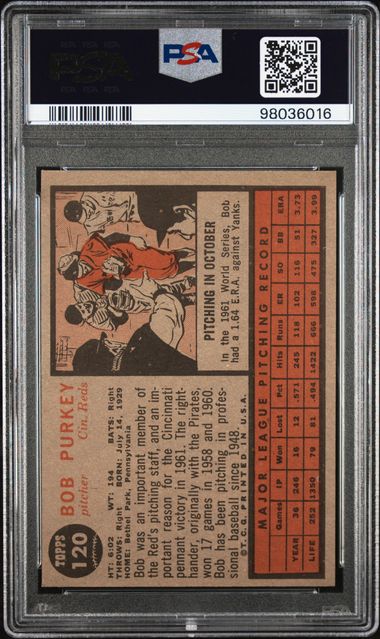 PSA
PSA
98036016
TOPPS
120
BOB PURKEY
pitcher Cin. Reds
HT: 6:02 WT: 194 BATS: Right
THROWS: Right BORN: July 14, 1929
HOME: Bethel Park, Pennsylvania
Bob was an important member of
the Red's pitching staff, and an im-
portant reason for the Cincinnati
pennant victory in 1961. The right-
hander, originally with the Pirates,
won 17 games in 1958 and 1960.
Bob has been pitching in profes-
sional baseball since 1948.
©T.C.G. PRINTED IN U.S.A.
PITCHING IN OCTOBER
In the 1961 World Series, Bob
had a 1.64 E.R.A. against Yanks.
MAJOR LEAGUE PITCHING RECORD
Games IP Won Lost Pct Hits Runs ER SO BB ERA
YEAR 36 246 16 12 .571 245 118 102 116 51 3.73
LIFE 252 1350 79 81 .494 1422 666 598 475 327 3.99